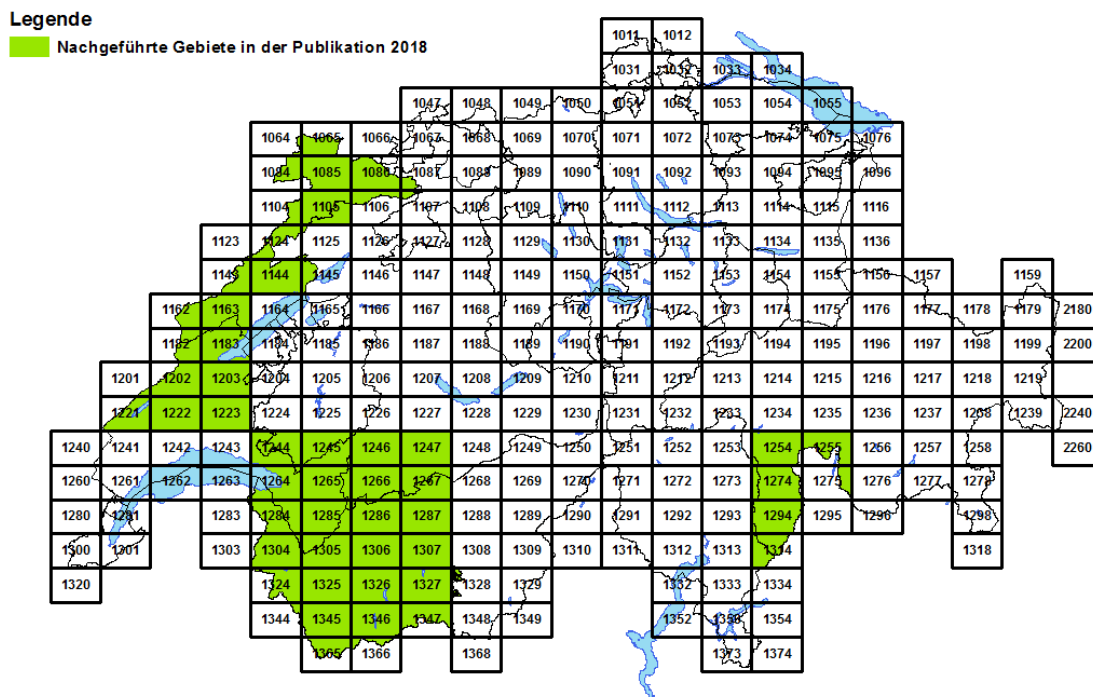 Legende
Nachgeführte Gebiete in der Publikation 2018
1011 1012
1031 1032 1033 1034
1047 1048 1049 1050 1051 1052 1053 1054 1055
1064 1065 1066 1067 1068 1069 1070 1071 1072 1073 1074 1075 1076
1084 1085 1086 1087 1088 1089 1090 1091 1092 1093 1094 1095 1096
1104 1105 1106 1107 1108 1109 1110 1111 1112 1113 1114 1115 1116
1123 1124 1125 1126 1127 1128 1129 1130 1131 1132 1133 1134 1135 1136
1143 1144 1145 1146 1147 1148 1149 1150 1151 1152 1153 1154 1155 1156 1157 1159
1162 1163 1164 1165 1166 1167 1168 1169 1170 1171 1172 1173 1174 1175 1176 1177 1178 1179 2180
1182 1183 1184 1185 1186 1187 1188 1189 1190 1191 1192 1193 1194 1195 1196 1197 1198 1199 2200
1201 1202 1203 1204 1205 1206 1207 1208 1209 1210 1211 1212 1213 1214 1215 1216 1217 1218 1219
1221 1222 1223 1224 1225 1226 1227 1228 1229 1230 1231 1232 1233 1234 1235 1236 1237 1238 1239 2240
1240 1241 1242 1243 1244 1245 1246 1247 1248 1249 1250 1251 1252 1253 1254 1255 1256 1257 1258 2260
1260 1261 1262 1263 1264 1265 1266 1267 1268 1269 1270 1271 1272 1273 1274 1275 1276 1277 1278
1280 1281 1283 1284 1285 1286 1287 1288 1289 1290 1291 1292 1293 1294 1295 1296 1298
1300 1301 1303 1304 1305 1306 1307 1308 1309 1310 1311 1312 1313 1314 1318
1320 1324 1325 1326 1327 1328 1329 1332 1333 1334
1344 1345 1346 1347 1348 1349 1352 1353 1354
1365 1366 1368 1373 1374